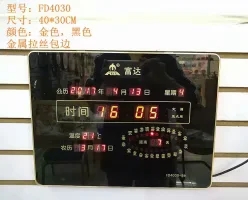 型号：FD4030
尺寸：40*30CM
颜色：金色，黑色
金属拉丝包边
富达
公历 2017 年 4 月 13 日 星期 4
时间 16 05
温度 21 ℃
农历 3 月 17 日
7